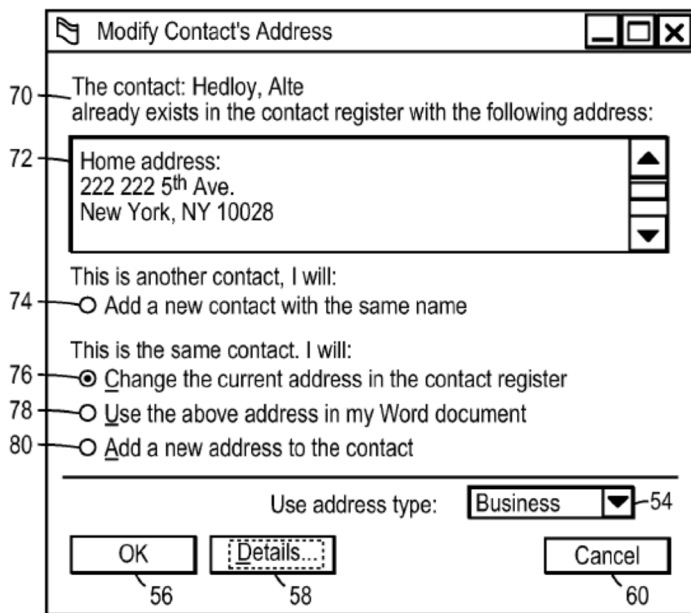 Modify Contact's Address
70
The contact: Hedloy, Alte
already exists in the contact register with the following address:
72
Home address:
222 222 5th Ave.
New York, NY 10028
This is another contact, I will:
74
Add a new contact with the same name
This is the same contact. I will:
76
Change the current address in the contact register
78
Use the above address in my Word document
80
Add a new address to the contact
Use address type: Business 54
OK Details... Cancel
56 58 60